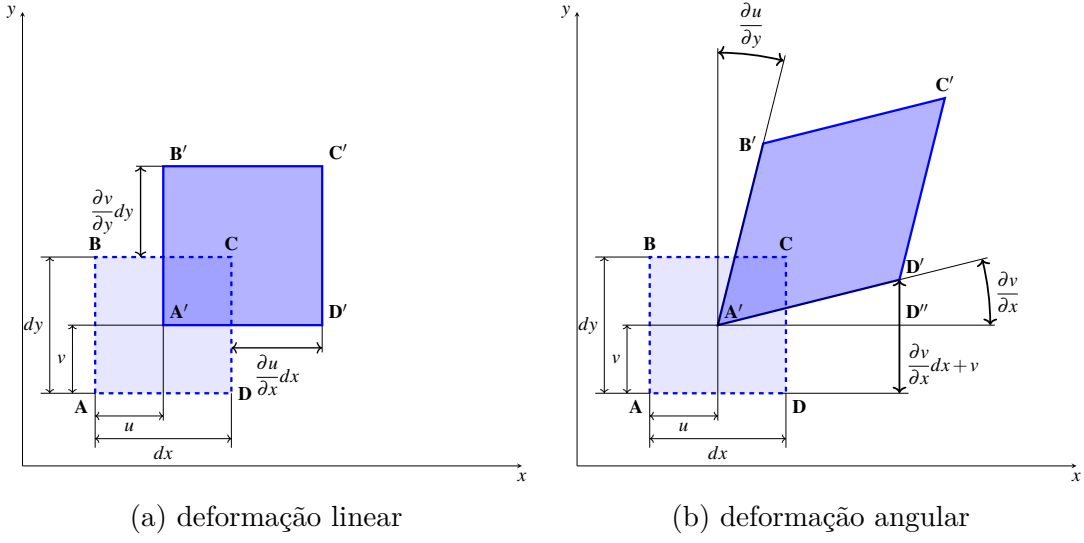 y
B′
C′
∂v/∂y dy
B
C
A′
D′
dy
v
∂u/∂x dx
A
D
u
dx
x
(a) deformação linear
y
∂u/∂y
C′
B′
B
C
D′
∂v/∂x
A′
D″
dy
v
∂v/∂x dx + v
A
D
u
dx
x
(b) deformação angular